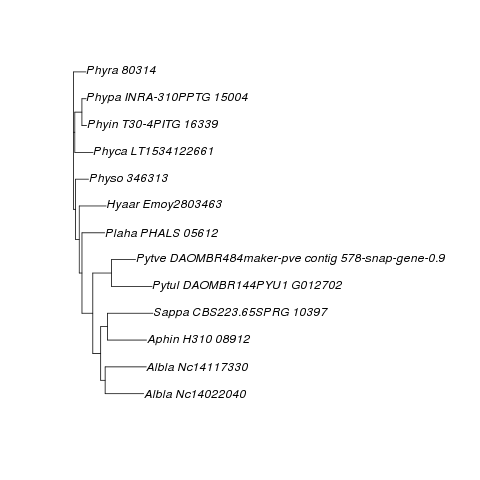 Phyra 80314
Phypa INRA-310PPTG 15004
Phyin T30-4PITG 16339
Phyca LT1534122661
Physo 346313
Hyaar Emoy2803463
Plaha PHALS 05612
Pytve DAOMBR484maker-pve contig 578-snap-gene-0.9
Pytul DAOMBR144PYU1 G012702
Sappa CBS223.65SPRG 10397
Aphin H310 08912
Albla Nc14117330
Albla Nc14022040